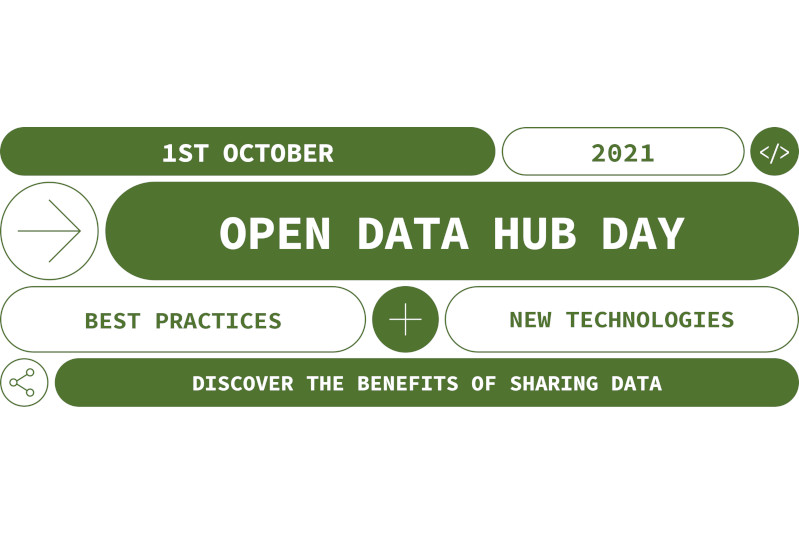 1ST OCTOBER 2021 </>
OPEN DATA HUB DAY
BEST PRACTICES + NEW TECHNOLOGIES
DISCOVER THE BENEFITS OF SHARING DATA